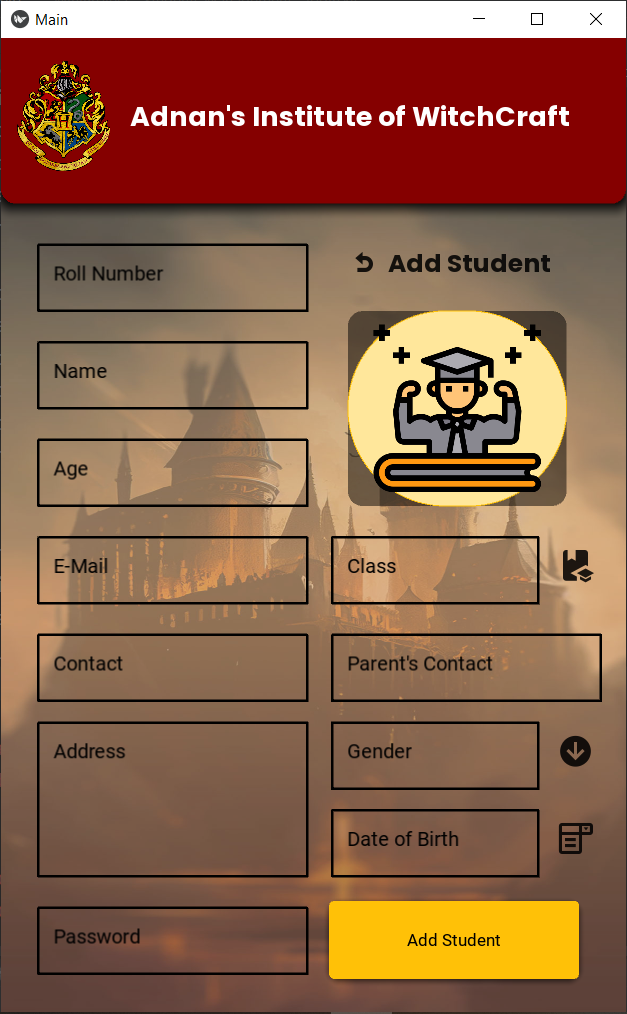 Main
Adnan's Institute of WitchCraft
Add Student
Roll Number
Name
Age
E-Mail
Class
Contact
Parent's Contact
Address
Gender
Date of Birth
Password
Add Student